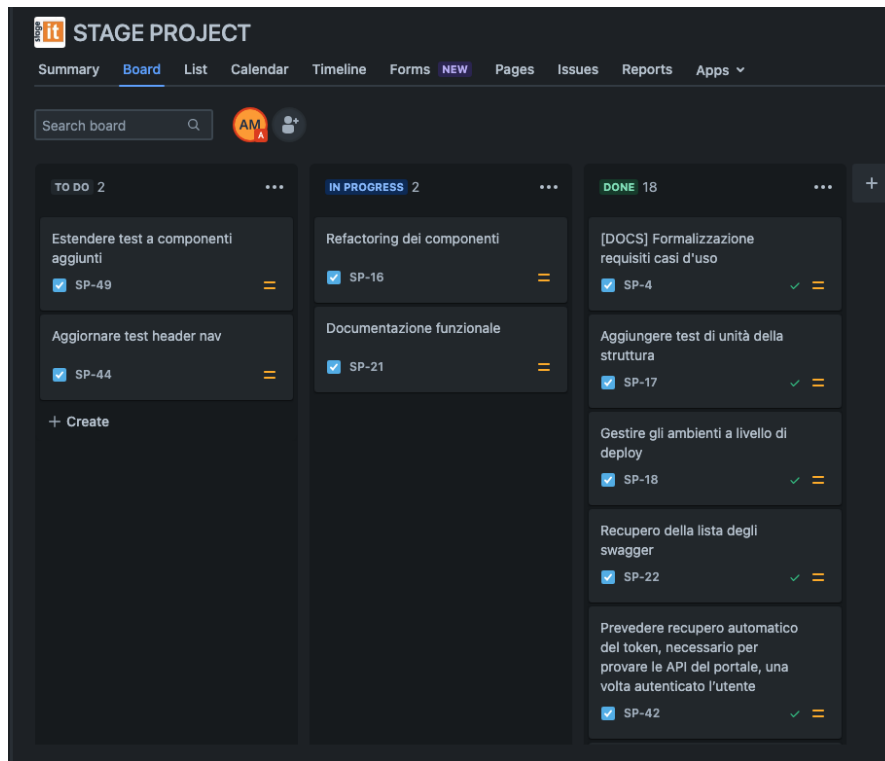 stage it STAGE PROJECT
Summary Board List Calendar Timeline Forms NEW Pages Issues Reports Apps
Search board AM A
TO DO 2
Estendere test a componenti
aggiunti
SP-49
Aggiornare test header nav
SP-44
+ Create
IN PROGRESS 2
Refactoring dei componenti
SP-16
Documentazione funzionale
SP-21
DONE 18
[DOCS] Formalizzazione
requisiti casi d'uso
SP-4
Aggiungere test di unità della
struttura
SP-17
Gestire gli ambienti a livello di
deploy
SP-18
Recupero della lista degli
swagger
SP-22
Prevedere recupero automatico
del token, necessario per
provare le API del portale, una
volta autenticato l’utente
SP-42